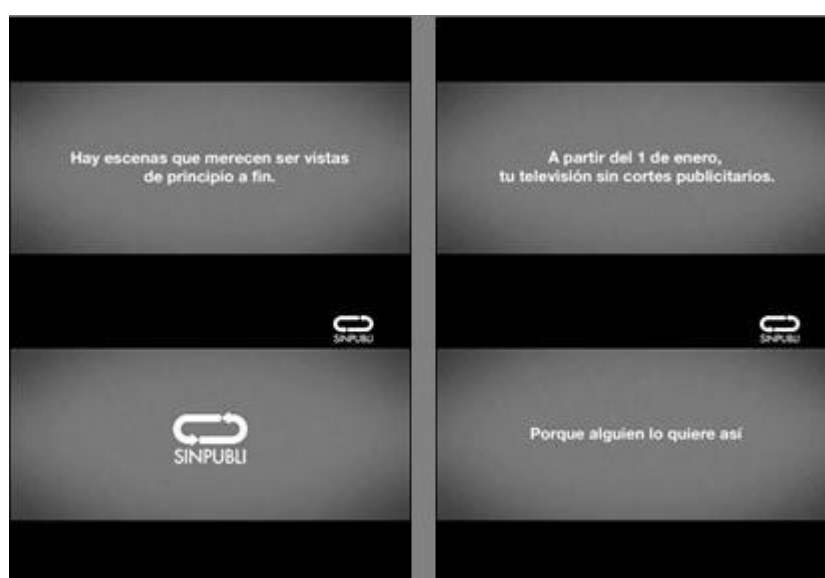 Hay escenas que merecen ser vistas
de principio a fin.
A partir del 1 de enero,
tu televisión sin cortes publicitarios.
SINPUBLI
SINPUBLI
SINPUBLI
Porque alguien lo quiere así